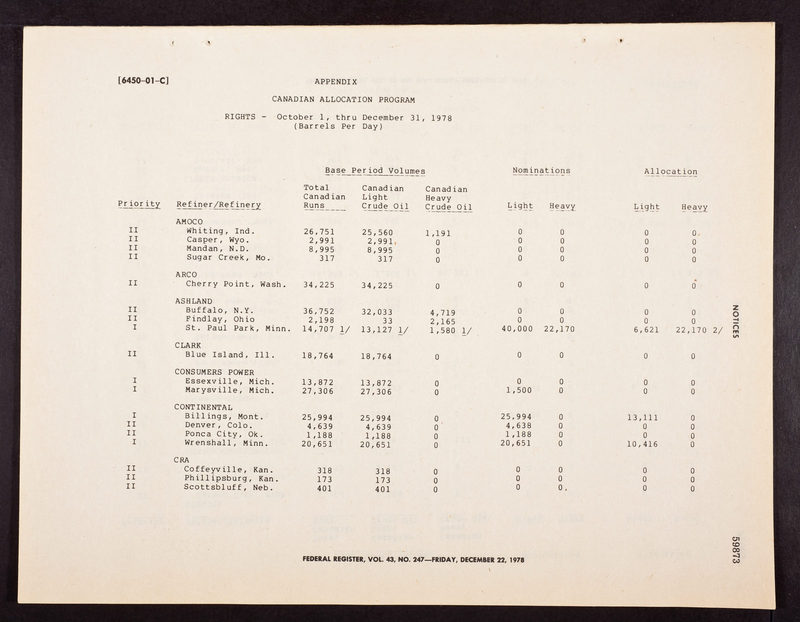 [6450-01-C]
APPENDIX
CANADIAN ALLOCATION PROGRAM
RIGHTS - October 1, thru December 31, 1978
(Barrels Per Day)
Base Period Volumes Nominations Allocation
Total Canadian Canadian
Canadian Light Heavy
Priority Refiner/Refinery Runs Crude Oil Crude Oil Light Heavy Light Heavy
AMOCO
II Whiting, Ind. 26,751 25,560 1,191 0 0 0 0
II Casper, Wyo. 2,991 2,991 0 0 0 0 0
II Mandan, N.D. 8,995 8,995 0 0 0 0 0
II Sugar Creek, Mo. 317 317 0 0 0 0 0
ARCO
II Cherry Point, Wash. 34,225 34,225 0 0 0 0 0
ASHLAND
II Buffalo, N.Y. 36,752 32,033 4,719 0 0 0 0
II Findlay, Ohio 2,198 33 2,165 0 0 0 0
I St. Paul Park, Minn. 14,707 1/ 13,127 1/ 1,580 1/ 40,000 22,170 6,621 22,170 2/
CLARK
II Blue Island, Ill. 18,764 18,764 0 0 0 0 0
CONSUMERS POWER
I Essexville, Mich. 13,872 13,872 0 0 0 0 0
I Marysville, Mich. 27,306 27,306 0 1,500 0 0 0
CONTINENTAL
I Billings, Mont. 25,994 25,994 0 25,994 0 13,111 0
II Denver, Colo. 4,639 4,639 0 4,638 0 0 0
II Ponca City, Ok. 1,188 1,188 0 1,188 0 0 0
I Wrenshall, Minn. 20,651 20,651 0 20,651 0 10,416 0
CRA
II Coffeyville, Kan. 318 318 0 0 0 0 0
II Phillipsburg, Kan. 173 173 0 0 0 0 0
II Scottsbluff, Neb. 401 401 0 0 0 0 0
NOTICES
59873
FEDERAL REGISTER, VOL. 43, NO. 247—FRIDAY, DECEMBER 22, 1978